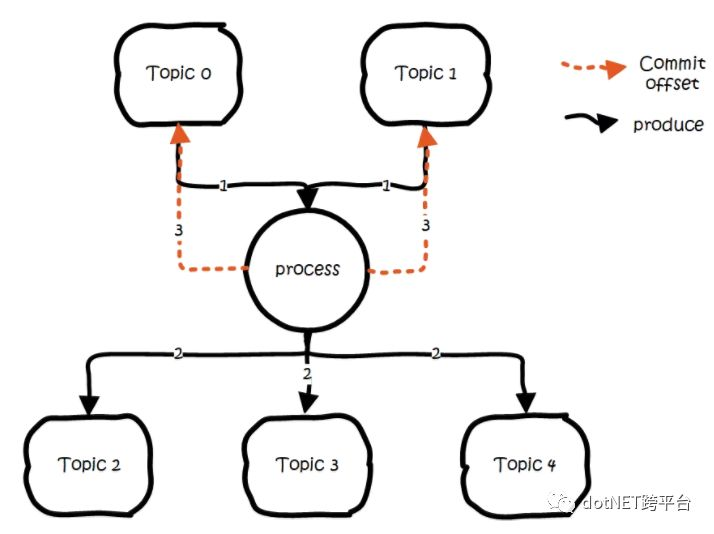 Topic 0
Topic 1
Commit
offset
produce
1
1
3
3
process
2
2
2
Topic 2
Topic 3
Topic 4
dotNET跨平台